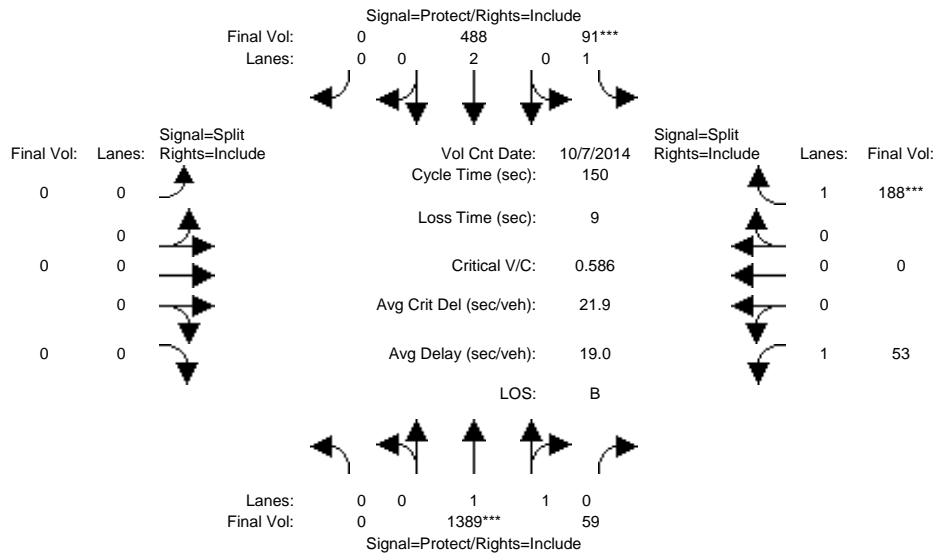 Signal=Protect/Rights=Include
Final Vol: 0 488 91***
Lanes: 0 0 2 0 1
Signal=Split
Final Vol: Lanes: Rights=Include
Vol Cnt Date: 10/7/2014
Signal=Split
Rights=Include Lanes: Final Vol:
Cycle Time (sec): 150
0 0 1 188***
Loss Time (sec): 9
0 0
0 0 Critical V/C: 0.586 0 0
0 Avg Crit Del (sec/veh): 21.9 0
0 0 Avg Delay (sec/veh): 19.0 1 53
LOS: B
Lanes: 0 0 1 1 0
Final Vol: 0 1389*** 59
Signal=Protect/Rights=Include